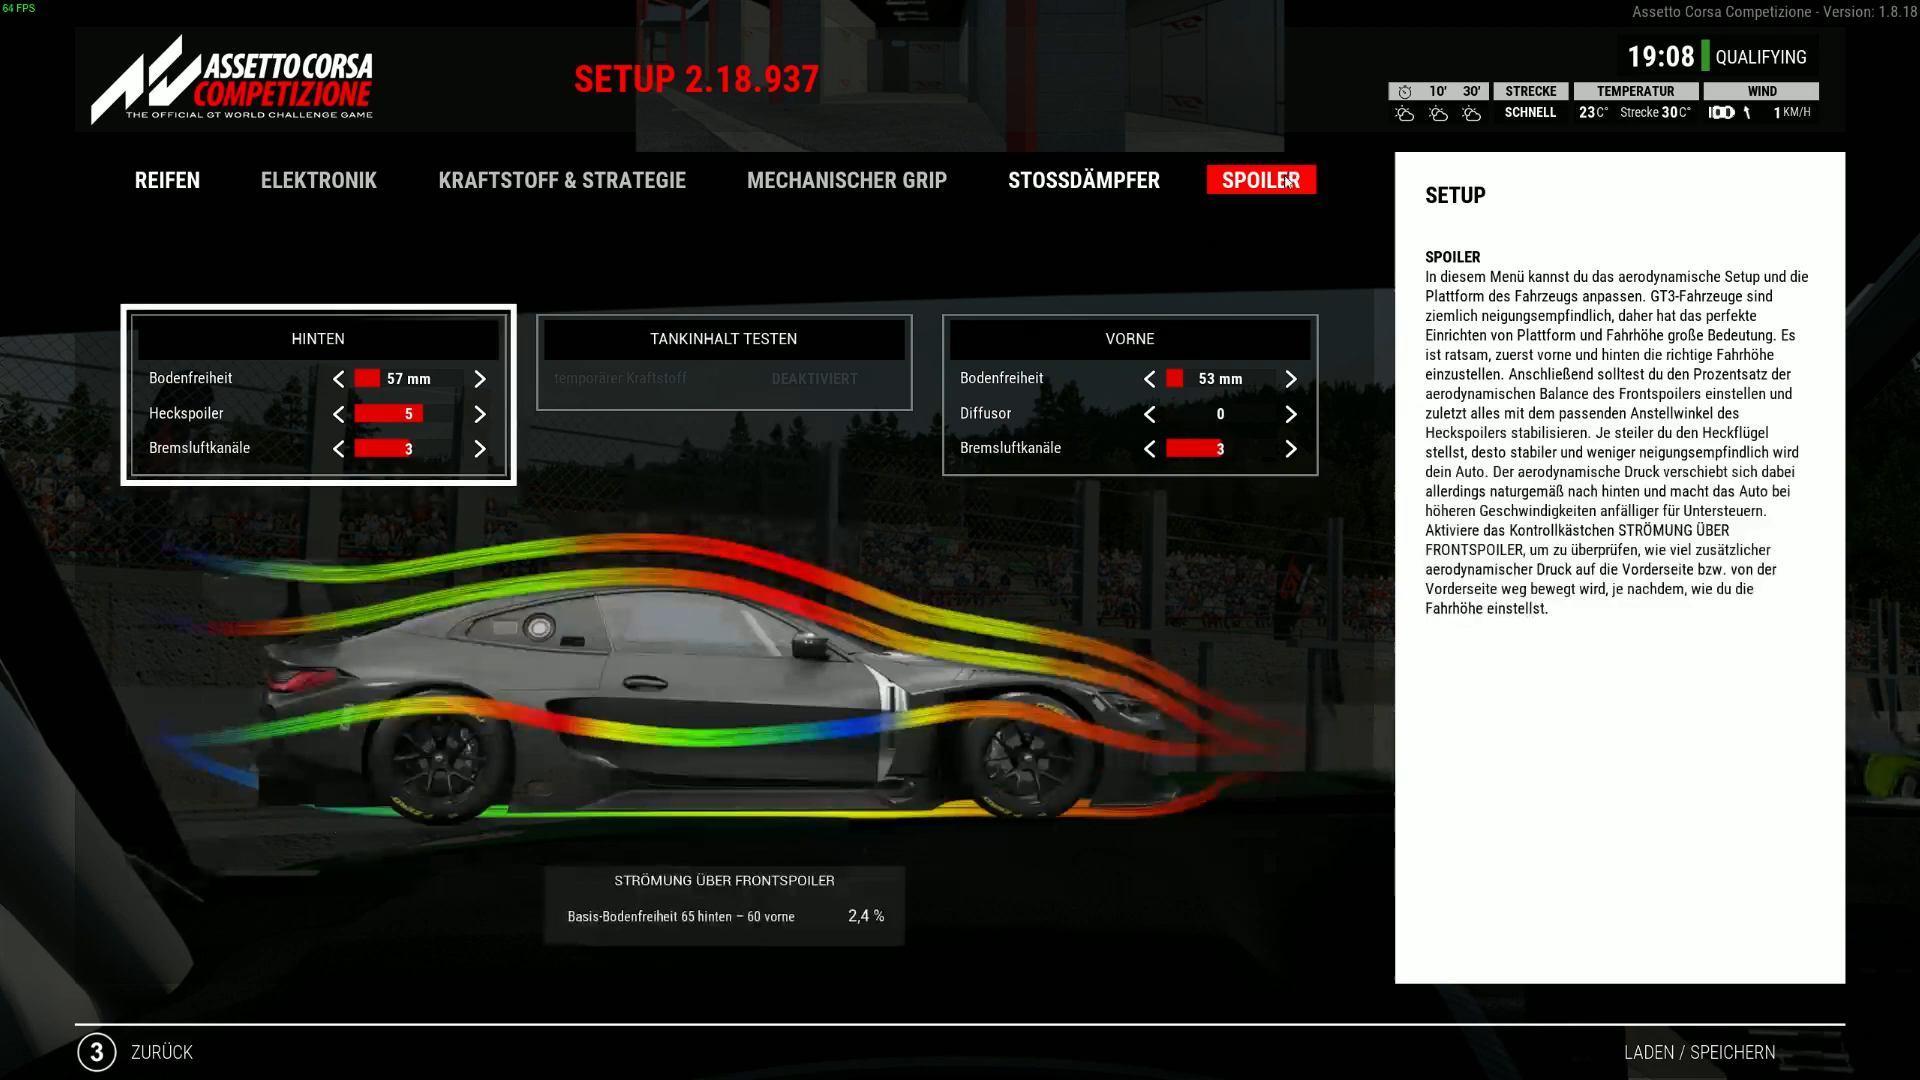 64 FPS
Assetto Corsa Competizione - Version: 1.8.18
ASSETTO CORSA
COMPETIZIONE
THE OFFICIAL GT WORLD CHALLENGE GAME
SETUP 2.18.937
19:08 QUALIFYING
10' 30' STRECKE TEMPERATUR WIND
SCHNELL 23C° Strecke 30C° 1 KM/H
REIFEN ELEKTRONIK KRAFTSTOFF & STRATEGIE MECHANISCHER GRIP STOSSDÄMPFER SPOILER
HINTEN
Bodenfreiheit 57 mm
Heckspoiler 5
Bremsluftkanäle 3
TANKINHALT TESTEN
temporärer Kraftstoff DEAKTIVIERT
VORNE
Bodenfreiheit 53 mm
Diffusor 0
Bremsluftkanäle 3
STRÖMUNG ÜBER FRONTSPOILER
Basis-Bodenfreiheit 65 hinten – 60 vorne 2,4 %
SETUP
SPOILER
In diesem Menü kannst du das aerodynamische Setup und die
Plattform des Fahrzeugs anpassen. GT3-Fahrzeuge sind
ziemlich neigungsempfindlich, daher hat das perfekte
Einrichten von Plattform und Fahrhöhe große Bedeutung. Es
ist ratsam, zuerst vorne und hinten die richtige Fahrhöhe
einzustellen. Anschließend solltest du den Prozentsatz der
aerodynamischen Balance des Frontspoilers einstellen und
zuletzt alles mit dem passenden Anstellwinkel des
Heckspoilers stabilisieren. Je steiler du den Heckflügel
stellst, desto stabiler und weniger neigungsempfindlich wird
dein Auto. Der aerodynamische Druck verschiebt sich dabei
allerdings naturgemäß nach hinten und macht das Auto bei
höheren Geschwindigkeiten anfälliger für Untersteuern.
Aktiviere das Kontrollkästchen STRÖMUNG ÜBER
FRONTSPOILER, um zu überprüfen, wie viel zusätzlicher
aerodynamischer Druck auf die Vorderseite bzw. von der
Vorderseite weg bewegt wird, je nachdem, wie du die
Fahrhöhe einstellst.
3 ZURÜCK
LADEN / SPEICHERN